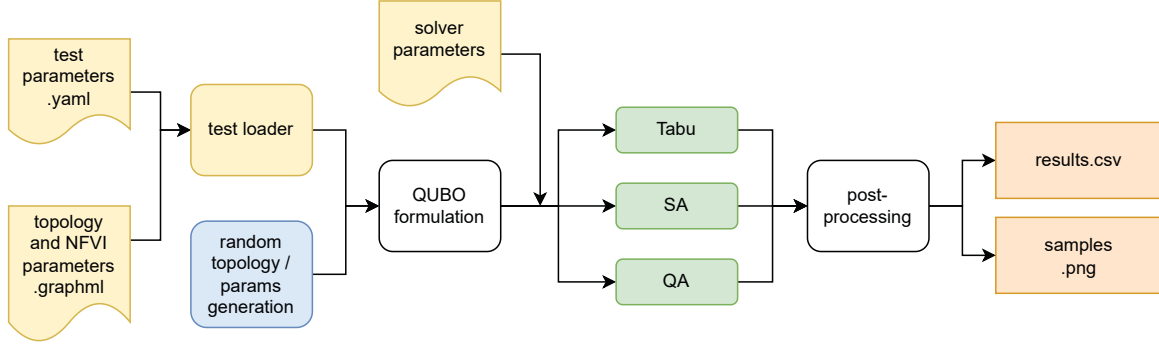 test
parameters
.yaml
topology
and NFVI
parameters
.graphml
test loader
random
topology /
params
generation
solver
parameters
QUBO
formulation
Tabu
SA
QA
post-
processing
results.csv
samples
.png